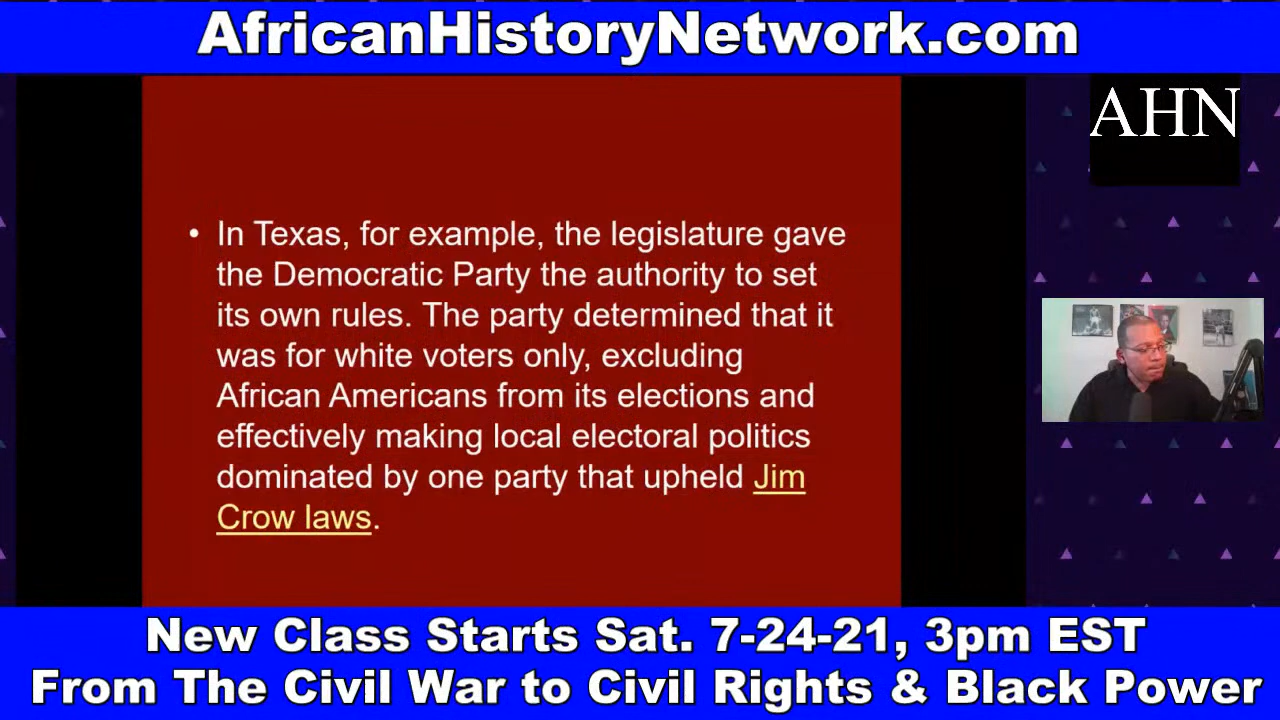 AfricanHistoryNetwork.com
AHN
• In Texas, for example, the legislature gave
the Democratic Party the authority to set
its own rules. The party determined that it
was for white voters only, excluding
African Americans from its elections and
effectively making local electoral politics
dominated by one party that upheld Jim
Crow laws.
New Class Starts Sat. 7-24-21, 3pm EST
From The Civil War to Civil Rights & Black Power